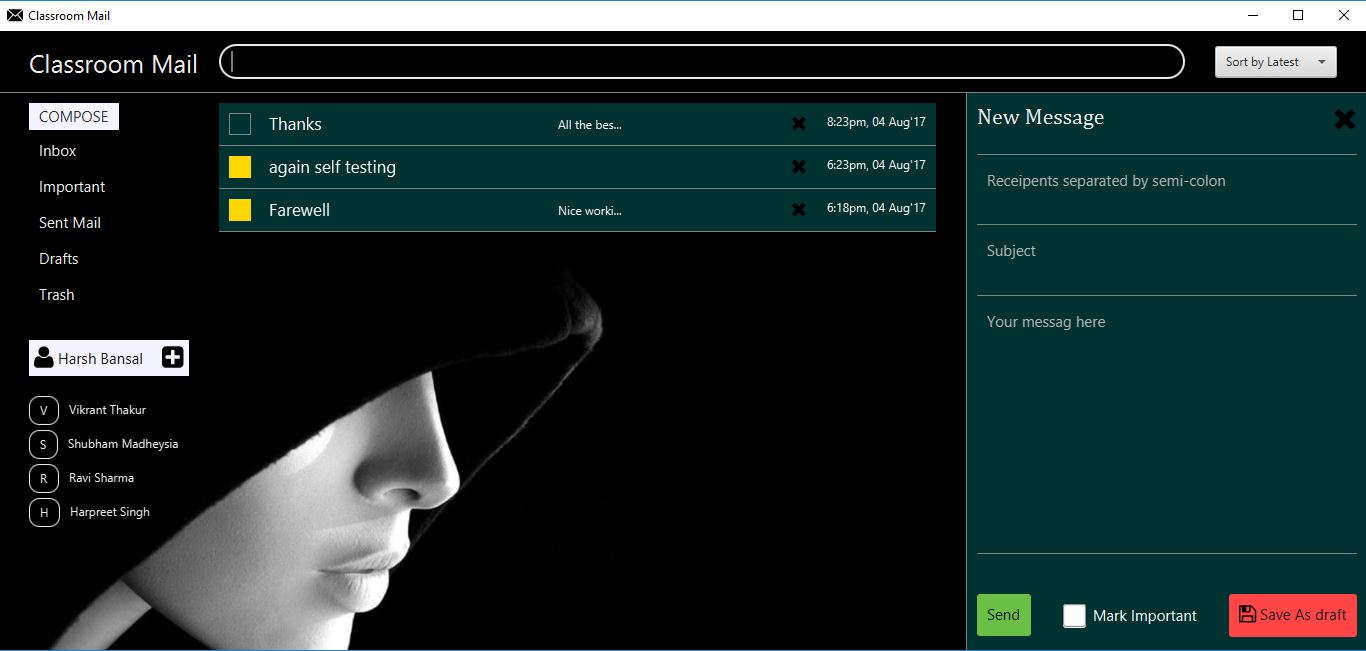 Classroom Mail
Classroom Mail
Sort by Latest
COMPOSE
Inbox
Important
Sent Mail
Drafts
Trash
Harsh Bansal
V Vikrant Thakur
S Shubham Madheysia
R Ravi Sharma
H Harpreet Singh
Thanks All the bes... 8:23pm, 04 Aug'17
again self testing 6:23pm, 04 Aug'17
Farewell Nice worki... 6:18pm, 04 Aug'17
New Message
Receipents separated by semi-colon
Subject
Your messag here
Send Mark Important Save As draft